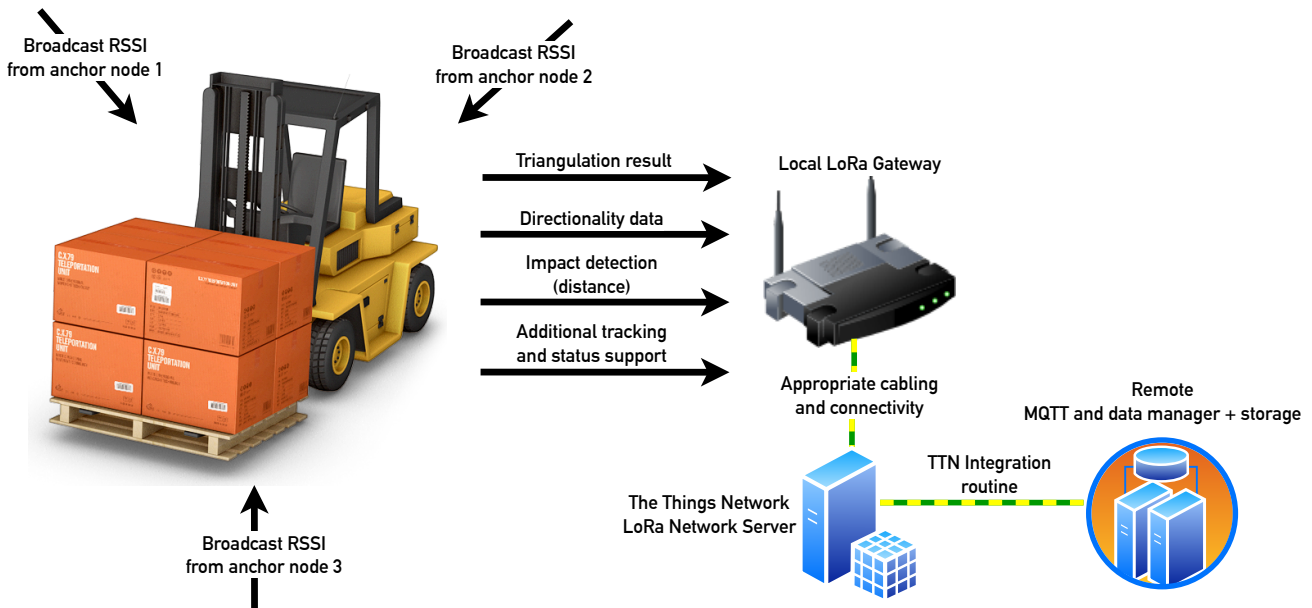 Broadcast RSSI
from anchor node 1
Broadcast RSSI
from anchor node 2
Triangulation result
Directionality data
Impact detection
(distance)
Additional tracking
and status support
Local LoRa Gateway
C.X.79
TELEPORTATION
UNIT
C.X.79
TELEPORTATION
UNIT
C.X.79
TELEPORTATION
UNIT
Appropriate cabling
and connectivity
Remote
MQTT and data manager + storage
TTN Integration
routine
The Things Network
LoRa Network Server
Broadcast RSSI
from anchor node 3